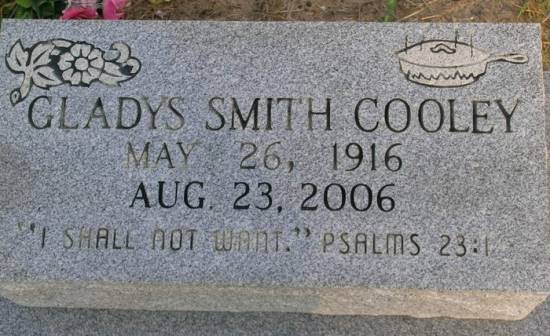 GLADYS SMITH COOLEY
MAY 26, 1916
AUG. 23, 2006
"I SHALL NOT WANT." PSALMS 23:1